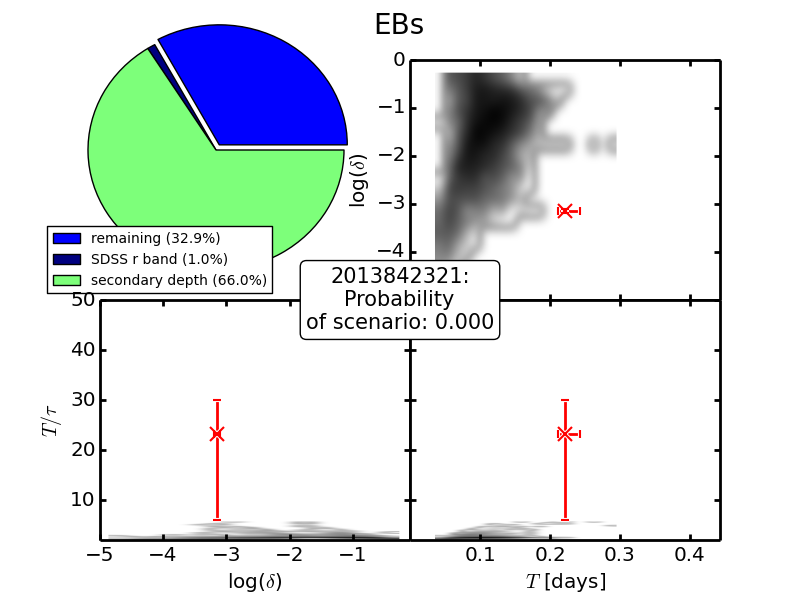 EBs
remaining (32.9%)
SDSS r band (1.0%)
secondary depth (66.0%)
0
−1
−2
−3
−4
log(δ)
2013842321:
Probability
of scenario: 0.000
50
40
30
20
10
T/τ
−5 −4 −3 −2 −1
log(δ)
0.1 0.2 0.3 0.4
T [days]